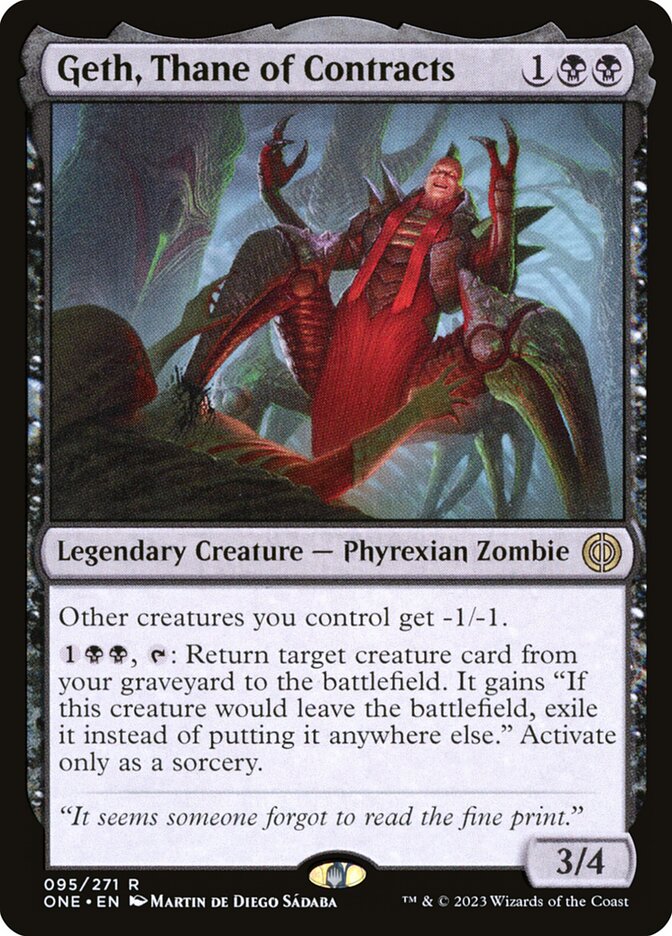 Geth, Thane of Contracts 1
Legendary Creature — Phyrexian Zombie
Other creatures you control get -1/-1.
1, : Return target creature card from
your graveyard to the battlefield. It gains “If
this creature would leave the battlefield, exile
it instead of putting it anywhere else.” Activate
only as a sorcery.
“It seems someone forgot to read the fine print.”
3/4
095/271 R
ONE • EN Martin de Diego Sádaba
™ & © 2023 Wizards of the Coast